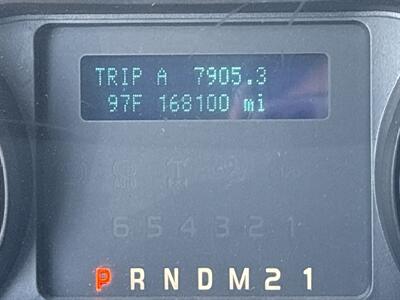 TRIP A 7905.3
97F 168100 mi
6 5 4 3 2 1
P R N D M 2 1